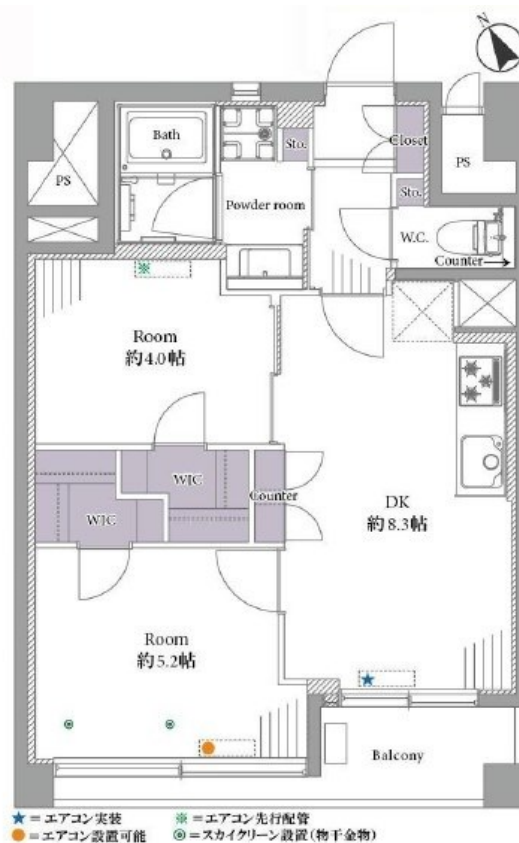 N
Bath
Sto.
Closet
PS
PS
Powder room
Sto.
W.C.
Counter
Room
約4.0帖
WIC
Counter
WIC
DK
約8.3帖
Room
約5.2帖
Balcony
★=エアコン実装
※=エアコン先行配管
●=エアコン設置可能
◎=スカイクリーン設置(物干金物)